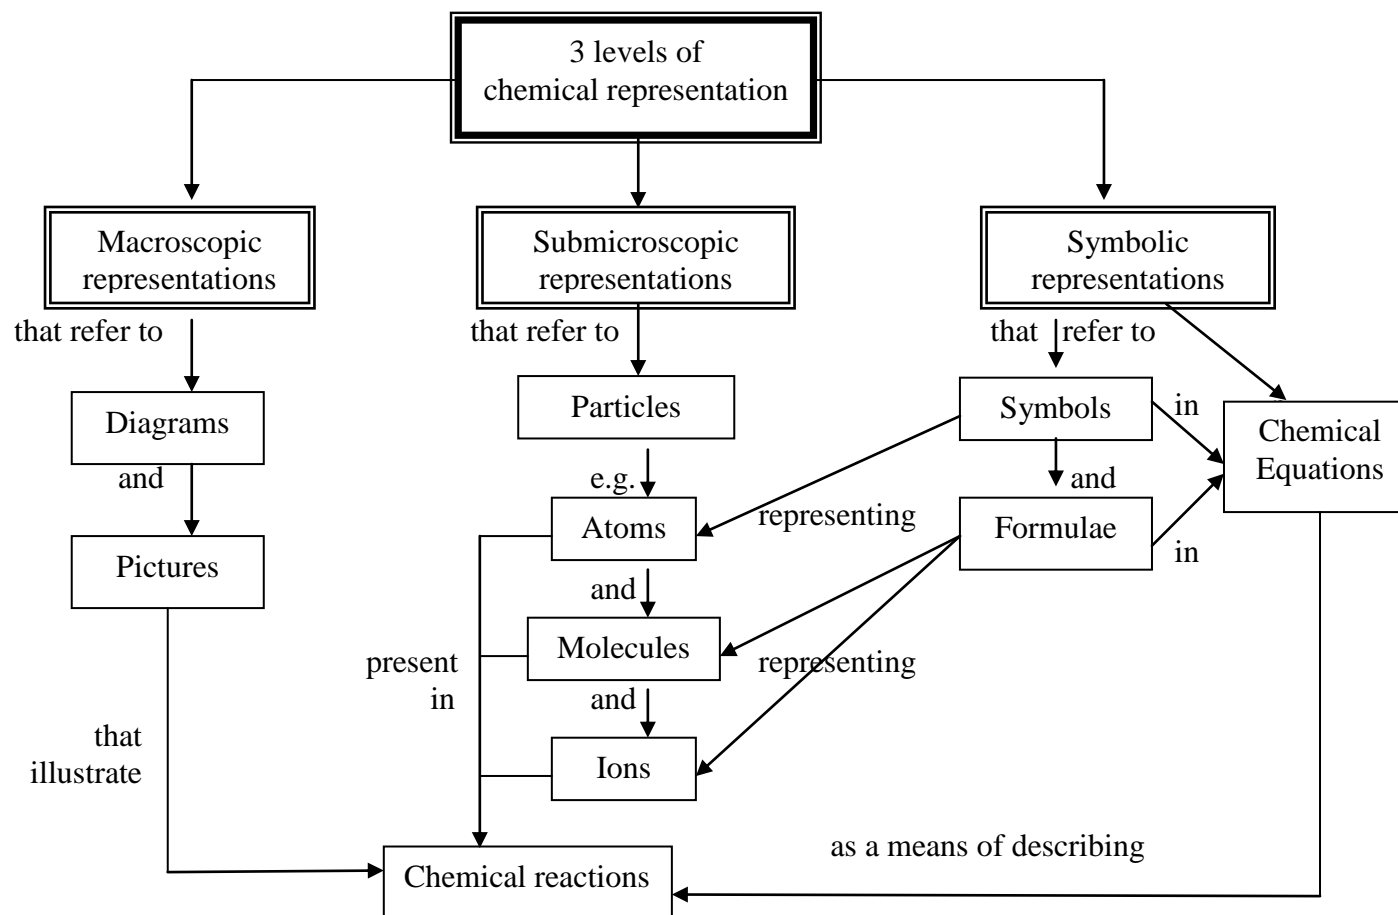 3 levels of
chemical representation
Macroscopic
representations
Submicroscopic
representations
Symbolic
representations
that refer to
that refer to
that refer to
Diagrams
Particles
Symbols
in
Chemical
Equations
and
e.g.
and
Pictures
Atoms
representing
Formulae
in
and
Molecules
representing
present
in
and
that
illustrate
Ions
as a means of describing
Chemical reactions